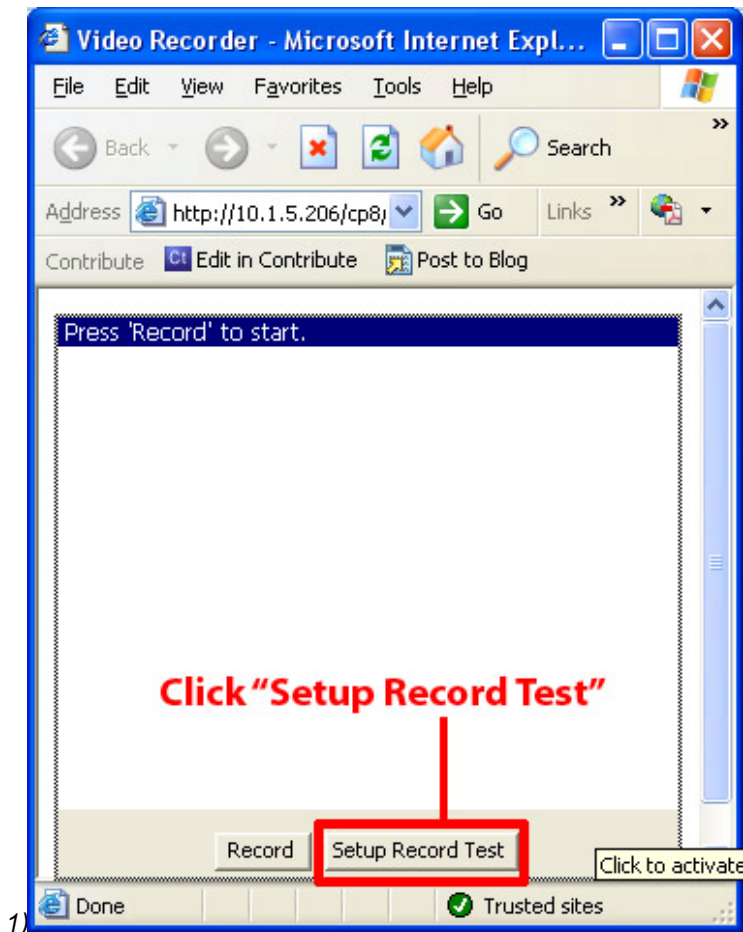 Video Recorder - Microsoft Internet Expl...
File Edit View Favorites Tools Help
Back Search »
Address http://10.1.5.206/cp8/ Go Links »
Contribute Ct Edit in Contribute Post to Blog
Press 'Record' to start.
Click "Setup Record Test"
Record Setup Record Test
Click to activate
1) Done Trusted sites